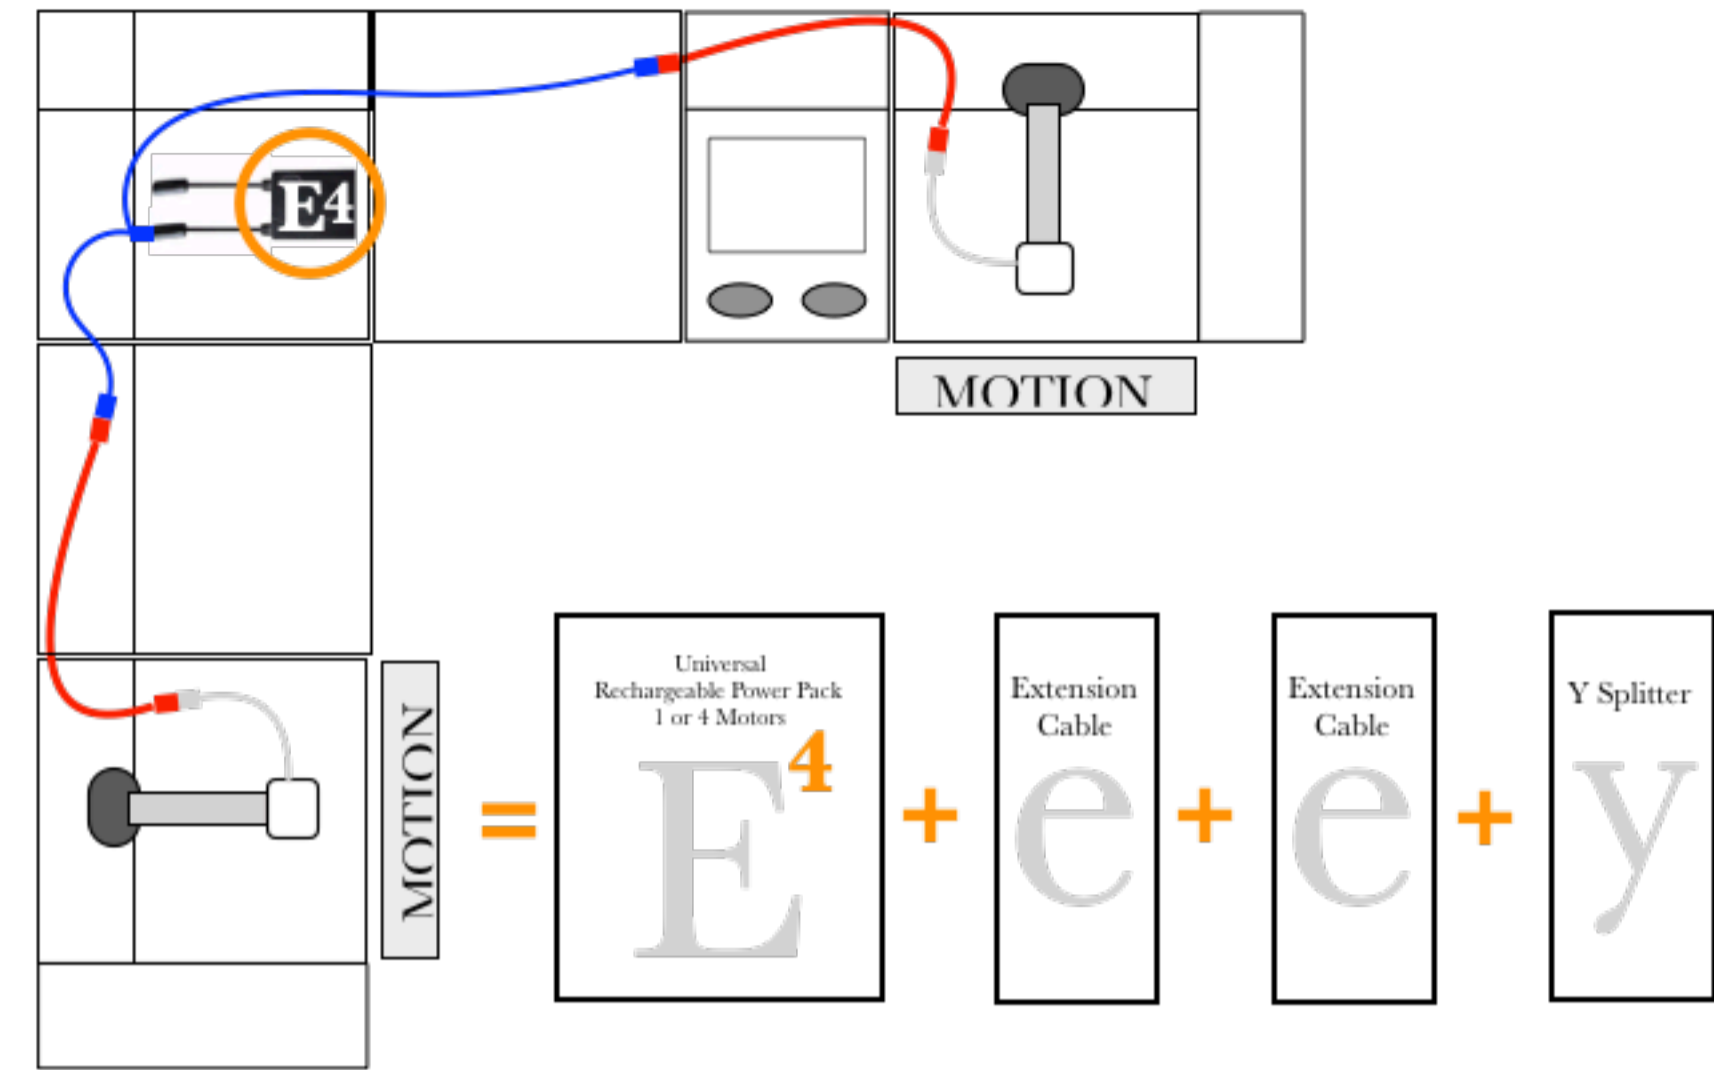 E4
MOTION
MOTION
=
Universal
Rechargeable Power Pack
1 or 4 Motors
E4
+
Extension
Cable
e
+
Extension
Cable
e
+
Y Splitter
y